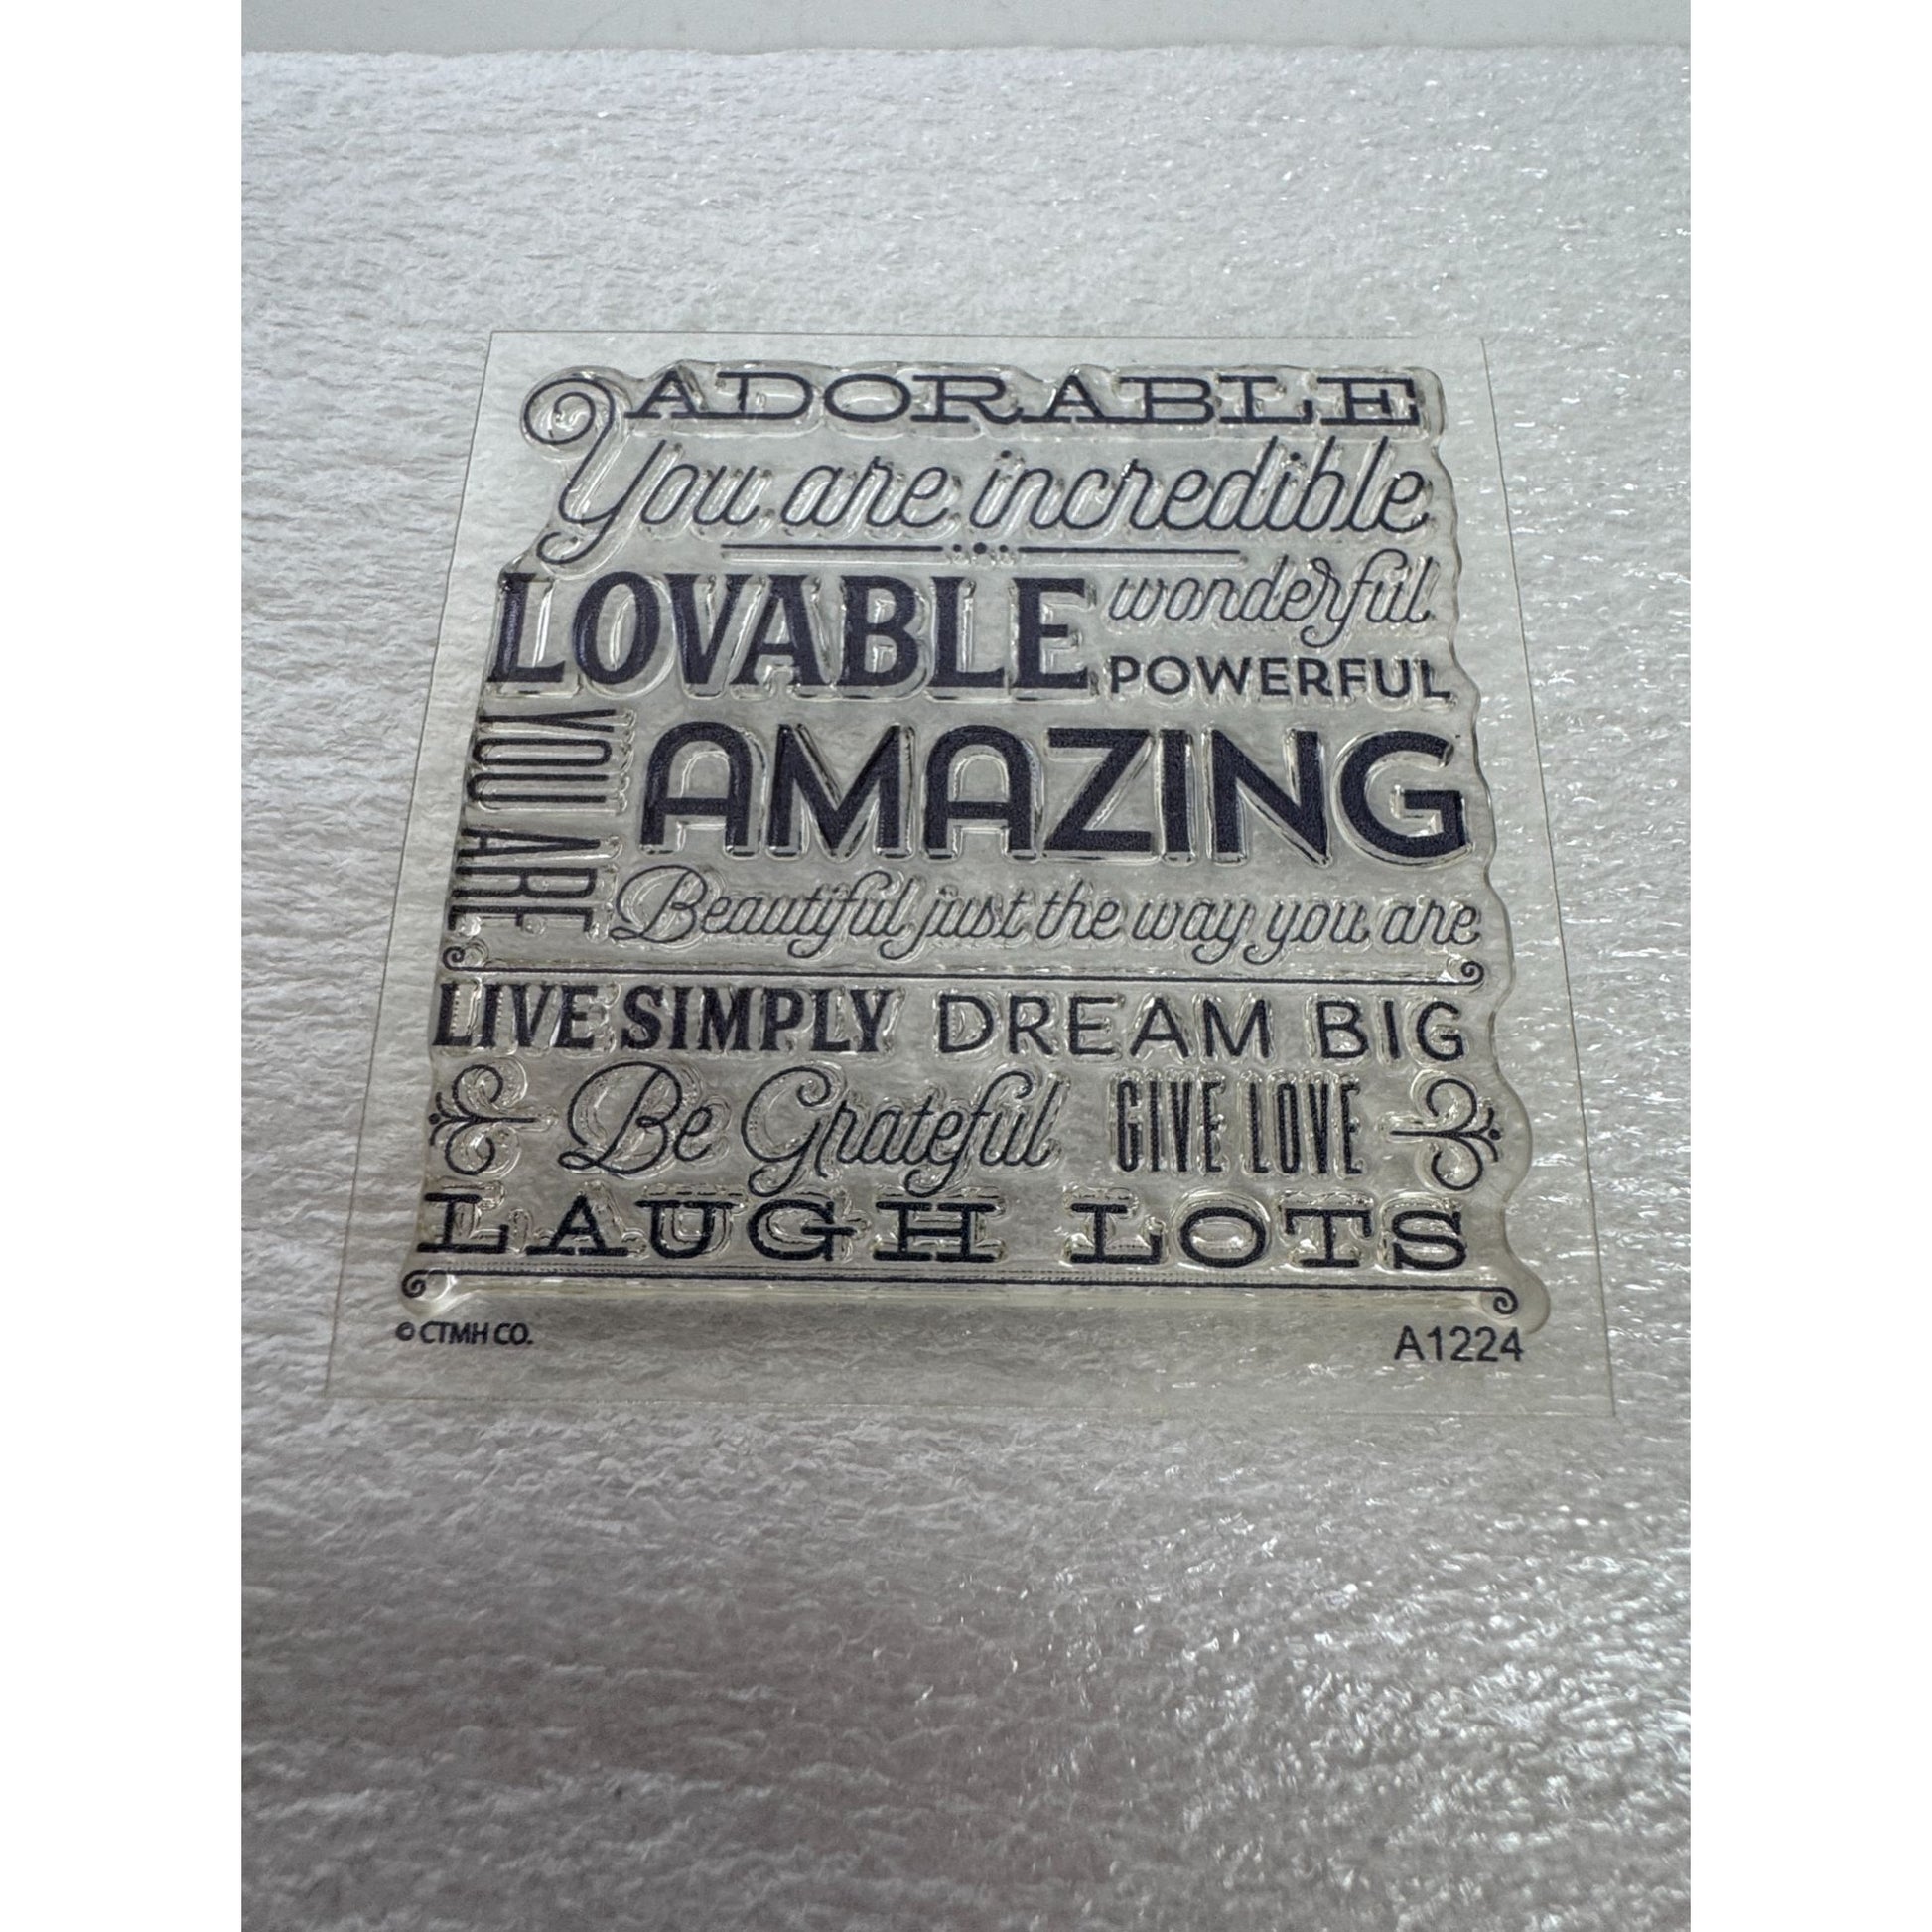 ADORABLE
You are incredible
LOVABLE wonderful
POWERFUL
YOU ARE
AMAZING
Beautiful just the way you are
LIVE SIMPLY DREAM BIG
Be Grateful GIVE LOVE
LAUGH LOTS
© CTMH CO. A1224